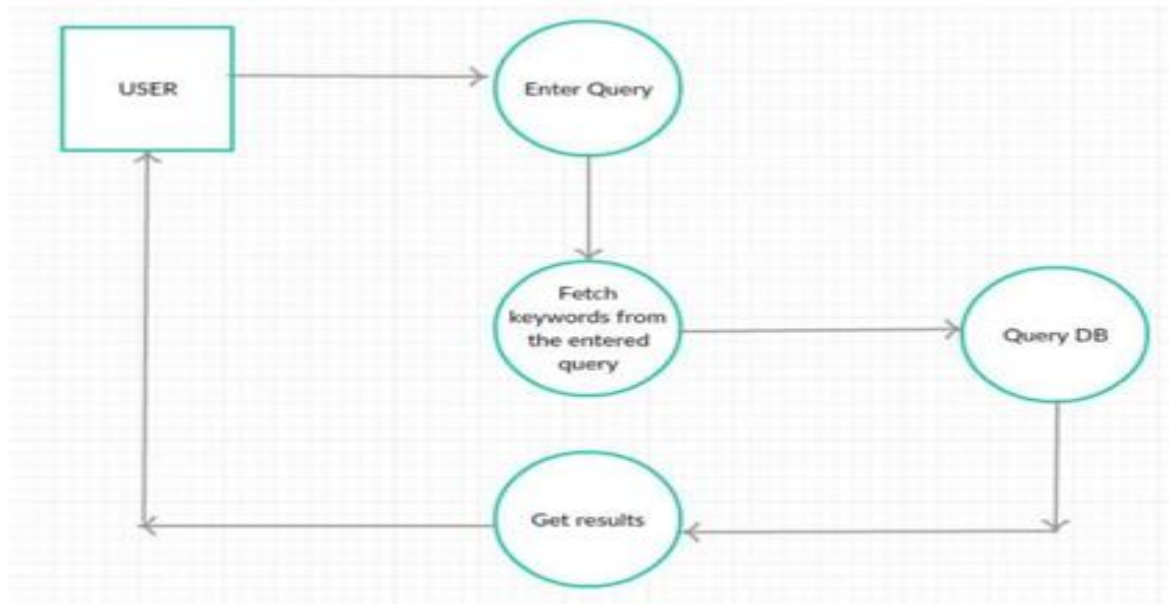 USER
Enter Query
Fetch
keywords from
the entered
query
Query DB
Get results